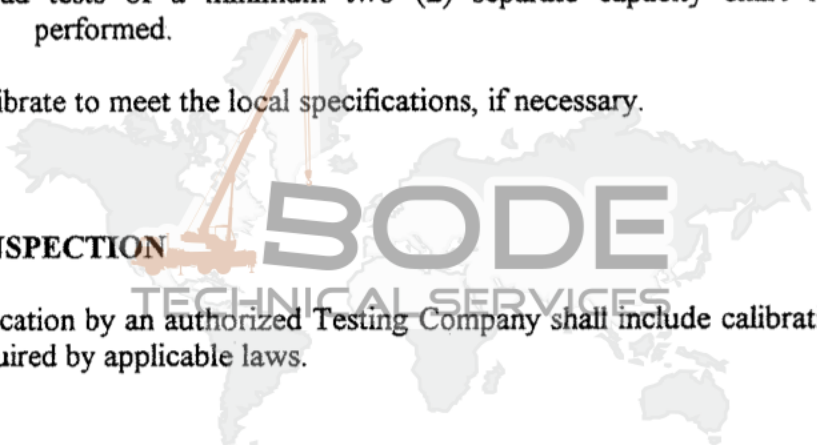 performed.
ibrate to meet the local specifications, if necessary.
BODE
NSPECTION
TECHNICAL SERVICES
cation by an authorized Testing Company shall include calibrat
uired by applicable laws.